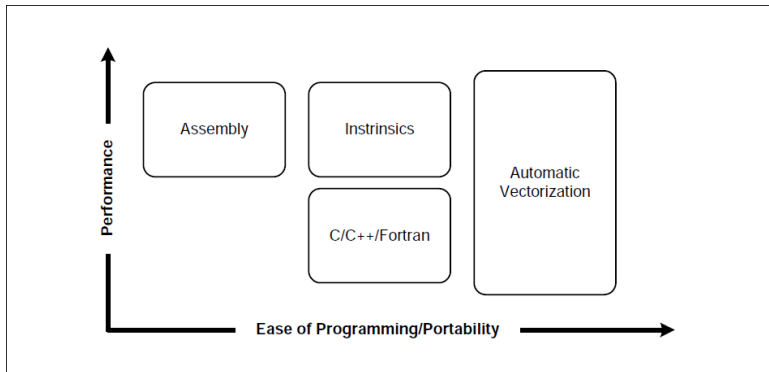 Performance
Assembly
Instrinsics
C/C++/Fortran
Automatic
Vectorization
Ease of Programming/Portability